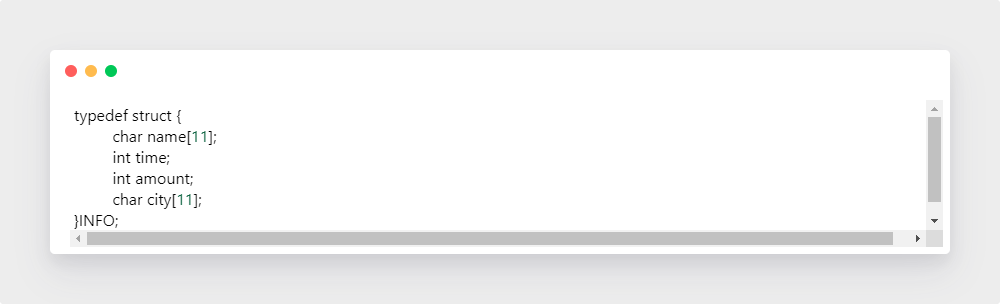 typedef struct {
char name[11];
int time;
int amount;
char city[11];
}INFO;